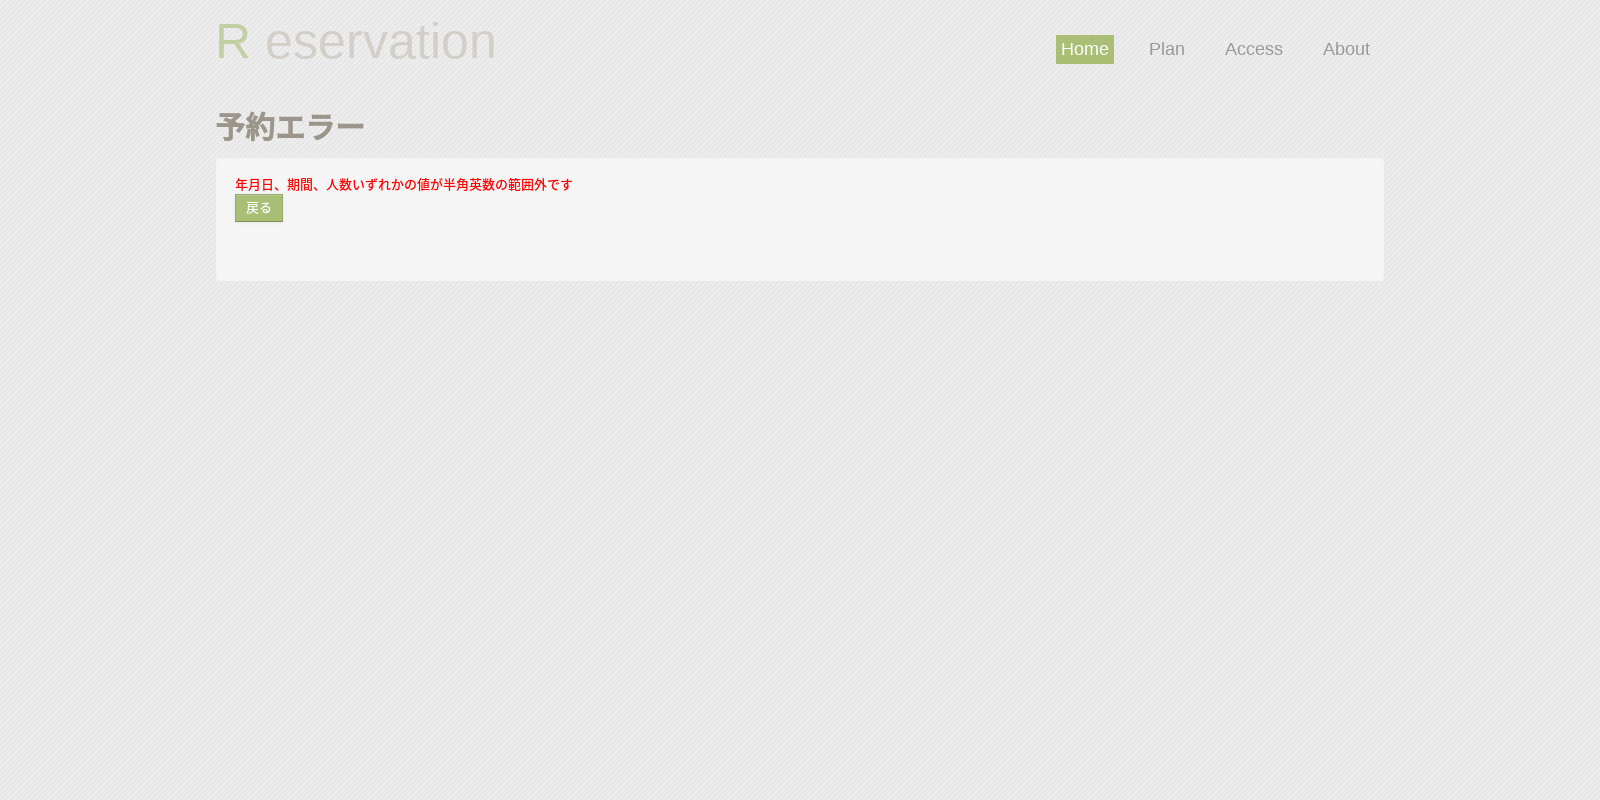 R eservation
Home Plan Access About
予約エラー
年月日、期間、人数いずれかの値が半角英数の範囲外です
戻る